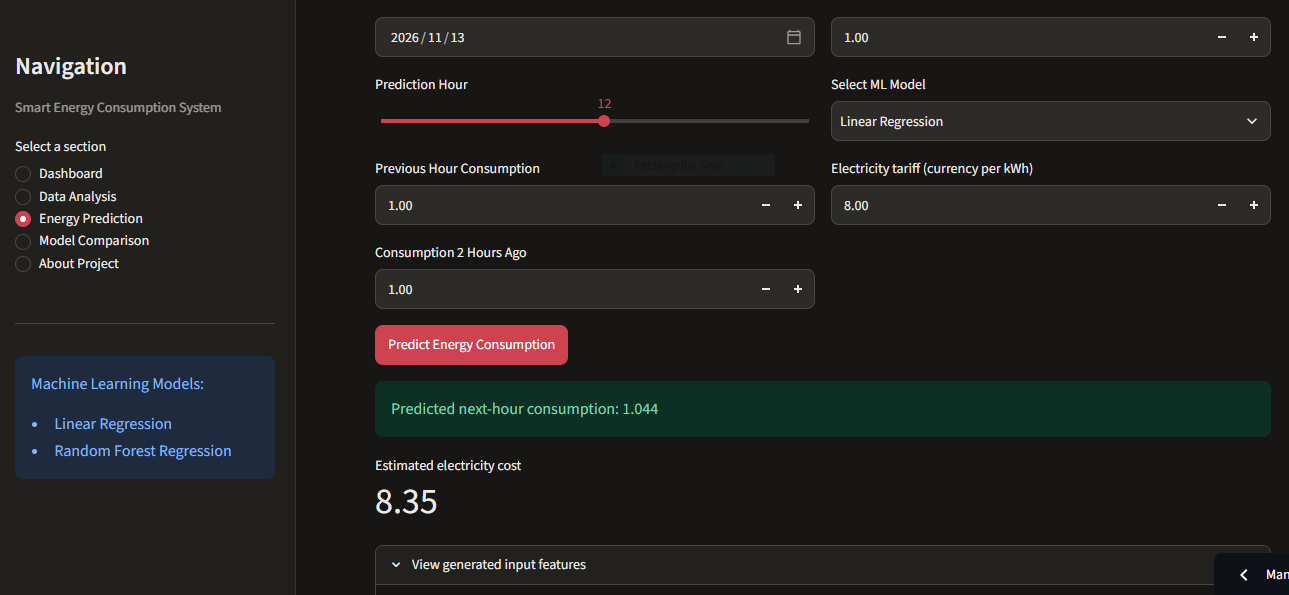 Navigation
Smart Energy Consumption System
Select a section
Dashboard
Data Analysis
Energy Prediction
Model Comparison
About Project
Machine Learning Models:
• Linear Regression
• Random Forest Regression
2026/11/13
1.00
Prediction Hour
12
Select ML Model
Linear Regression
Rectangular Snip
Previous Hour Consumption
1.00
Electricity tariff (currency per kWh)
8.00
Consumption 2 Hours Ago
1.00
Predict Energy Consumption
Predicted next-hour consumption: 1.044
Estimated electricity cost
8.35
View generated input features
Man